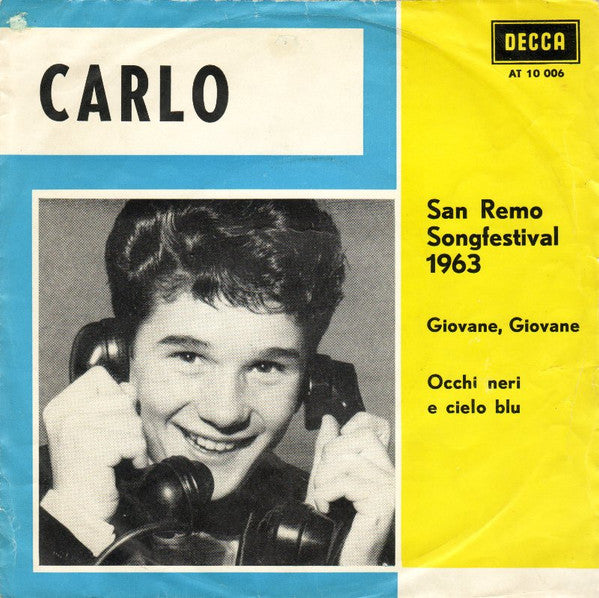 CARLO
DECCA
AT 10 006
San Remo
Songfestival
1963
Giovane, Giovane
Occhi neri
e cielo blu